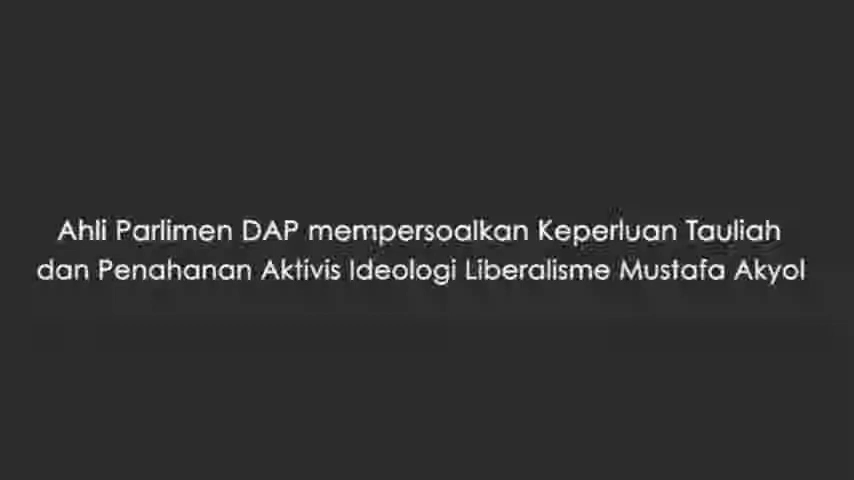 Ahli Parlimen DAP mempersoalkan Keperluan Tauliah
dan Penahanan Aktivis Ideologi Liberalisme Mustafa Akyol